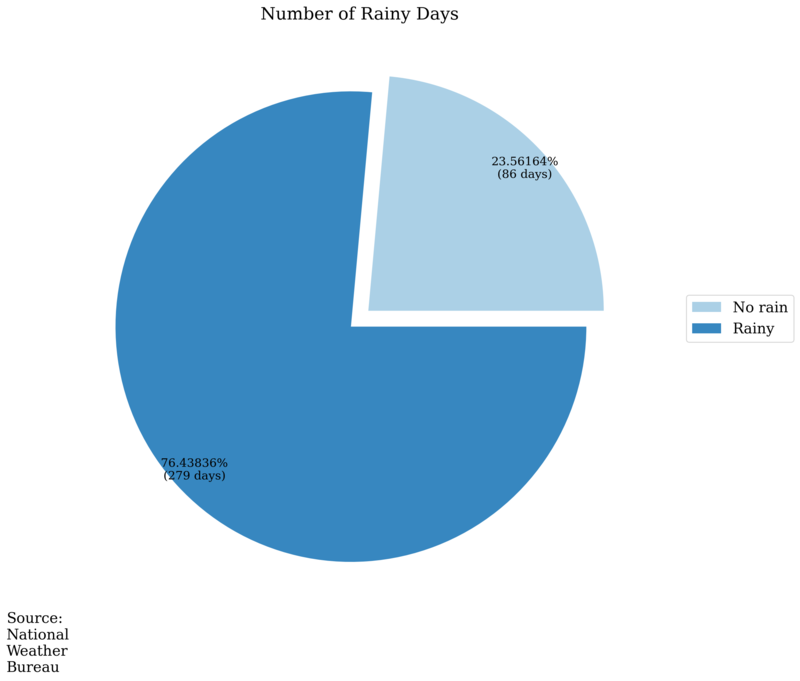 Number of Rainy Days
23.56164%
(86 days)
No rain
Rainy
76.43836%
(279 days)
Source:
National
Weather
Bureau